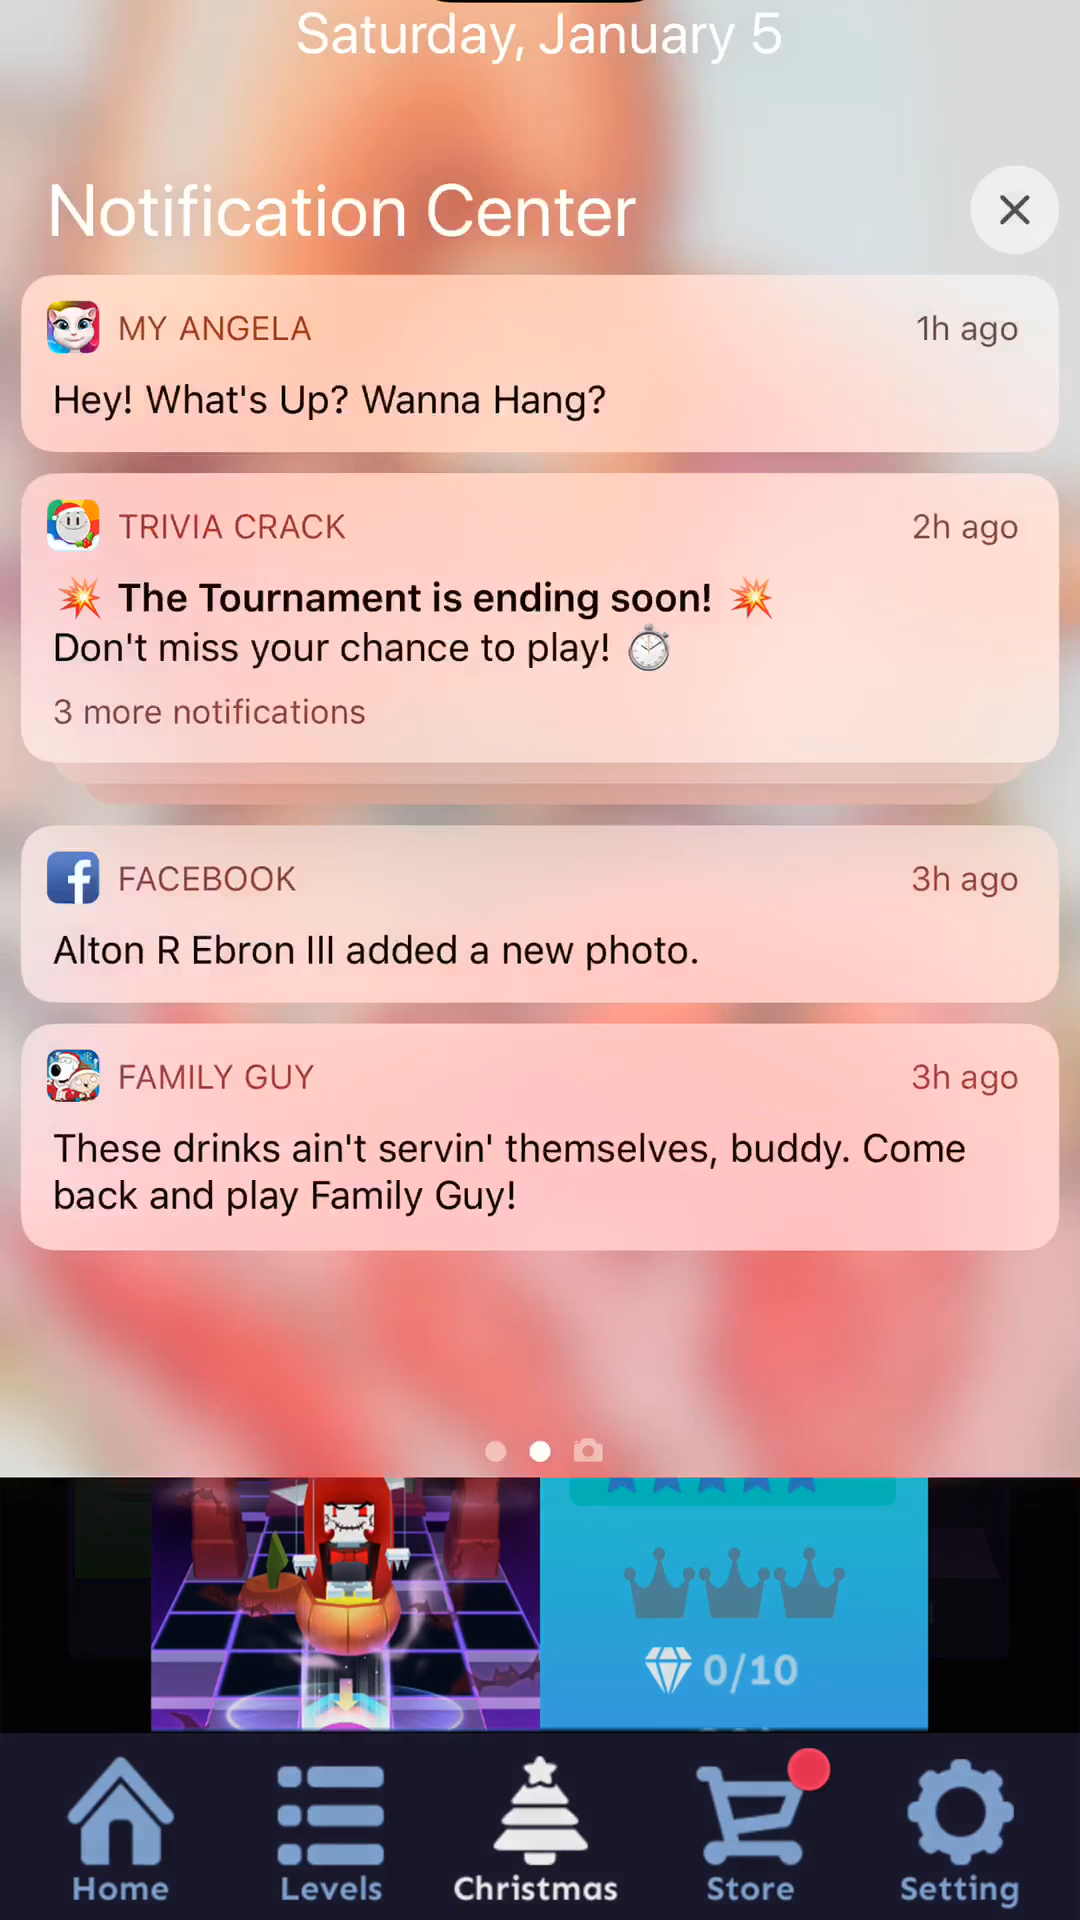 Saturday, January 5
Notification Center
MY ANGELA
1h ago
Hey! What's Up? Wanna Hang?
TRIVIA CRACK
2h ago
💥 The Tournament is ending soon! 💥
Don't miss your chance to play! ⏱️
3 more notifications
FACEBOOK
3h ago
Alton R Ebron III added a new photo.
FAMILY GUY
3h ago
These drinks ain't servin' themselves, buddy. Come
back and play Family Guy!
0/10
Home
Levels
Christmas
Store
Setting